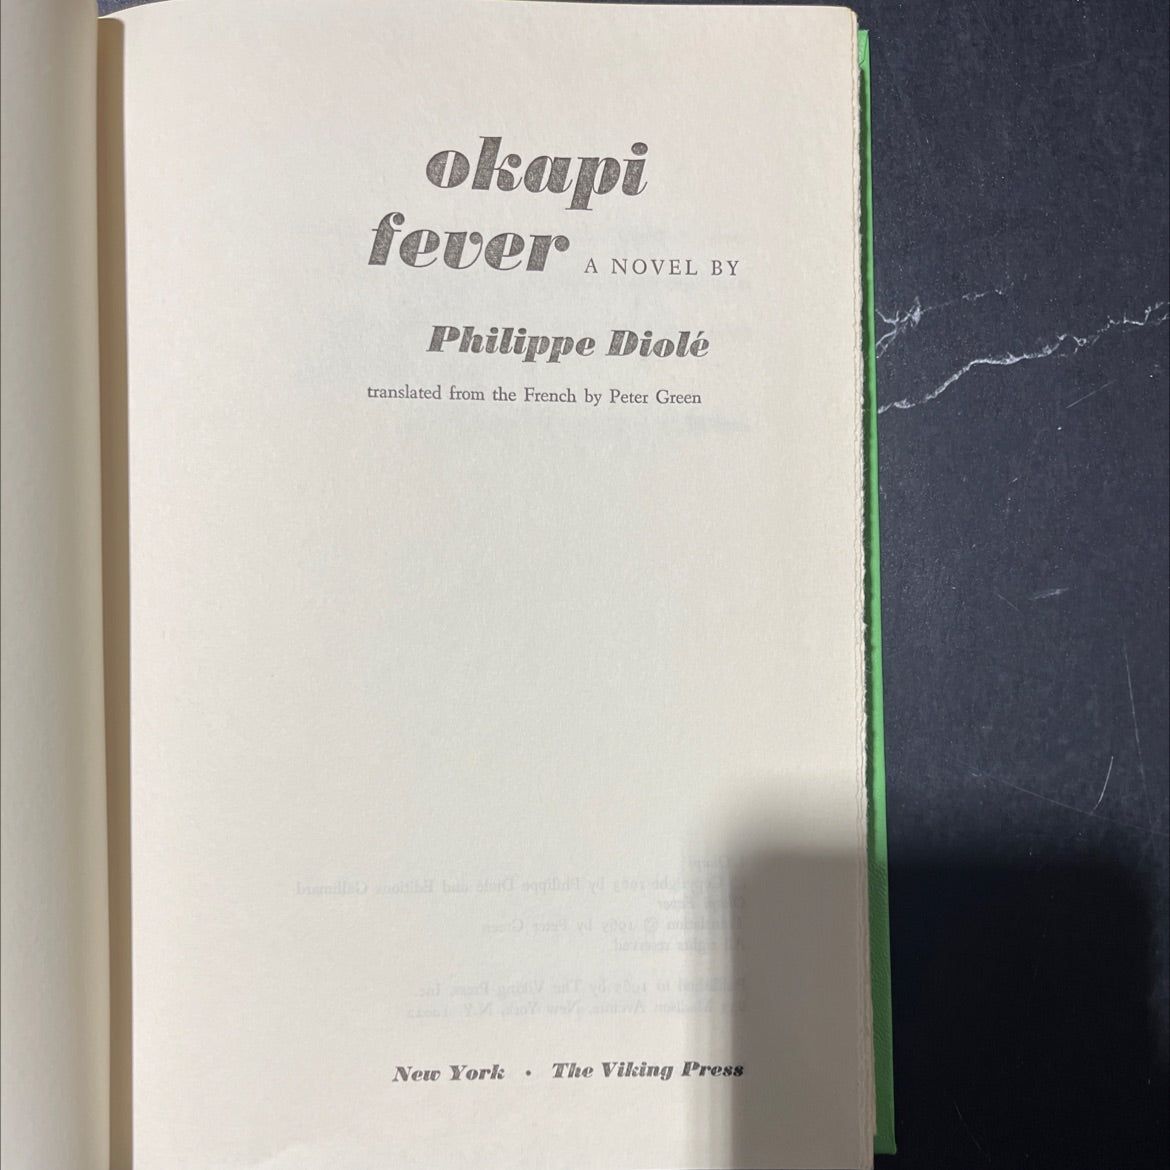 okapi
fever A NOVEL BY
Philippe Diolé
translated from the French by Peter Green
New York • The Viking Press